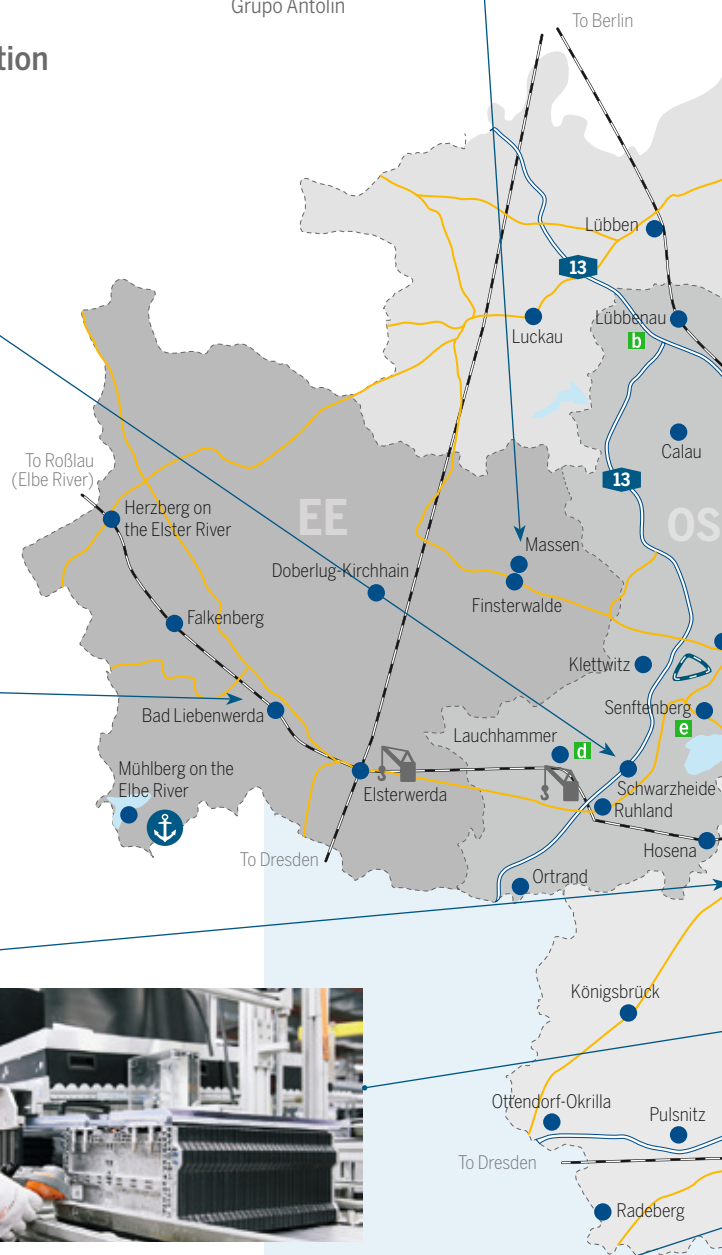 Grupo Antolin
tion
To Berlin
Lübben
13
Lübbenau
b
Luckau
Calau
13
To Roßlau
(Elbe River)
Herzberg on
the Elster River
EE
OS
Massen
Doberlug-Kirchhain
Finsterwalde
Falkenberg
Klettwitz
Senftenberg
e
Bad Liebenwerda
Lauchhammer
d
Mühlberg on the
Elbe River
Elsterwerda
Schwarzheide
Ruhland
To Dresden
Hosena
Ortrand
Königsbrück
Ottendorf-Okrilla
Pulsnitz
To Dresden
Radeberg